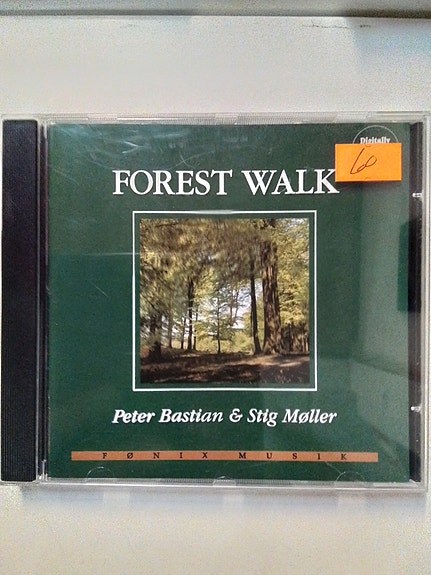 Digitally
60
FOREST WALK
Peter Bastian & Stig Møller
FØNIX MUSIK